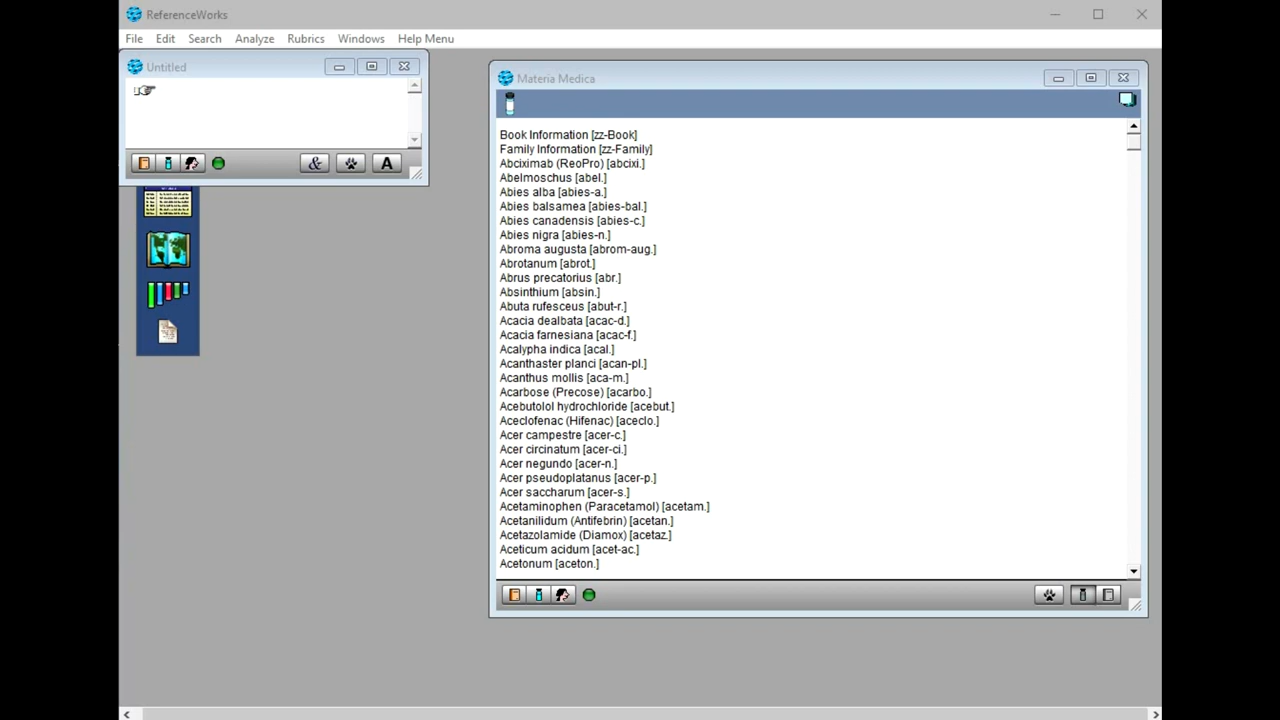 ReferenceWorks
File Edit Search Analyze Rubrics Windows Help Menu
Untitled
& A
Materia Medica
Book Information [zz-Book]
Family Information [zz-Family]
Abciximab (ReoPro) [abcixi.]
Abelmoschus [abel.]
Abies alba [abies-a.]
Abies balsamea [abies-bal.]
Abies canadensis [abies-c.]
Abies nigra [abies-n.]
Abroma augusta [abrom-aug.]
Abrotanum [abrot.]
Abrus precatorius [abr.]
Absinthium [absin.]
Abuta rufesceus [abut-r.]
Acacia dealbata [acac-d.]
Acacia farnesiana [acac-f.]
Acalypha indica [acal.]
Acanthaster planci [acan-pl.]
Acanthus mollis [aca-m.]
Acarbose (Precose) [acarbo.]
Acebutolol hydrochloride [acebut.]
Aceclofenac (Hifenac) [aceclo.]
Acer campestre [acer-c.]
Acer circinatum [acer-ci.]
Acer negundo [acer-n.]
Acer pseudoplatanus [acer-p.]
Acer saccharum [acer-s.]
Acetaminophen (Paracetamol) [acetam.]
Acetanilidum (Antifebrin) [acetan.]
Acetazolamide (Diamox) [acetaz.]
Aceticum acidum [acet-ac.]
Acetonum [aceton.]